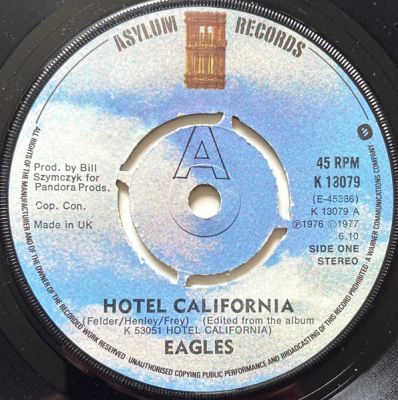 ASYLUM RECORDS
A
Prod. by Bill
Szymczyk for
Pandora Prods.
Cop. Con.
Made in UK
45 RPM
K 13079
(E-45386)
K 13079 A
℗1976 ©1977
6.10
SIDE ONE
STEREO
HOTEL CALIFORNIA
(Felder/Henley/Frey) (Edited from the album
K 53051 HOTEL CALIFORNIA)
EAGLES
ALL RIGHTS OF THE MANUFACTURER AND OF THE OWNER OF THE RECORDED WORK RESERVED UNAUTHORISED COPYING PUBLIC PERFORMANCE AND BROADCASTING OF THIS RECORD PROHIBITED · A WARNER COMMUNICATIONS COMPANY